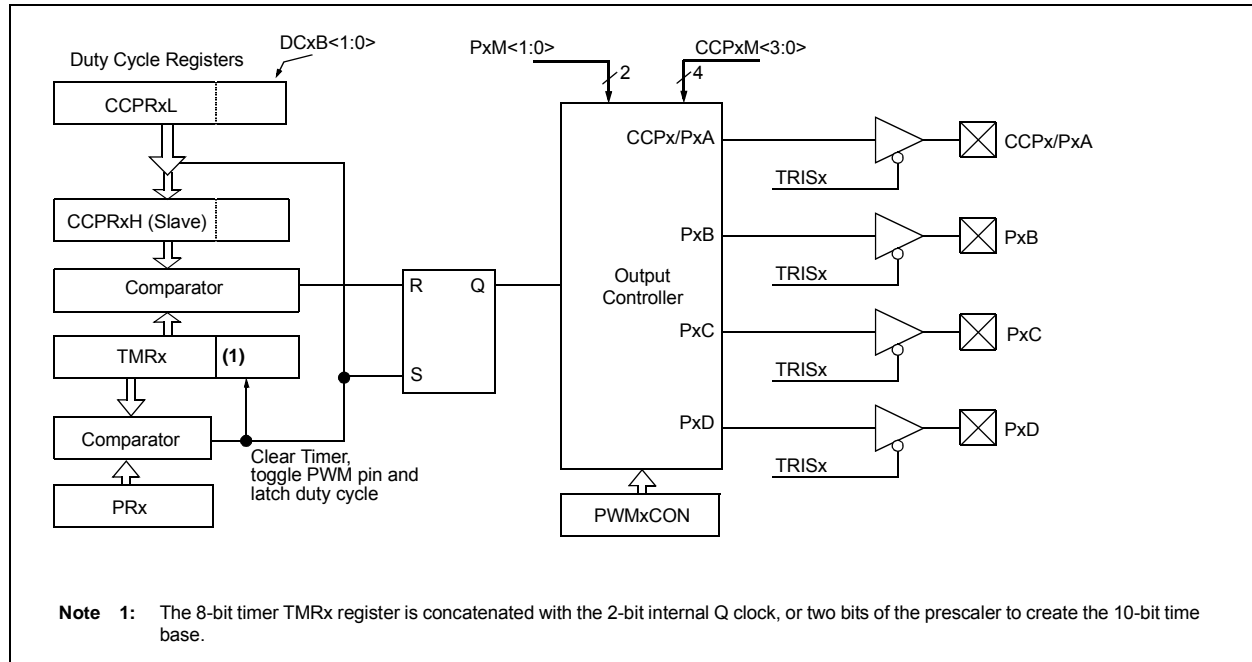 DCxB<1:0>
Duty Cycle Registers
CCPRxL
CCPRxH (Slave)
Comparator
TMRx
(1)
Comparator
PRx
Clear Timer,
toggle PWM pin and
latch duty cycle
R
Q
S
PxM<1:0>
2
CCPxM<3:0>
4
CCPx/PxA
PxB
Output
Controller
PxC
PxD
PWMxCON
TRISx
CCPx/PxA
TRISx
PxB
TRISx
PxC
TRISx
PxD
Note 1: The 8-bit timer TMRx register is concatenated with the 2-bit internal Q clock, or two bits of the prescaler to create the 10-bit time
base.